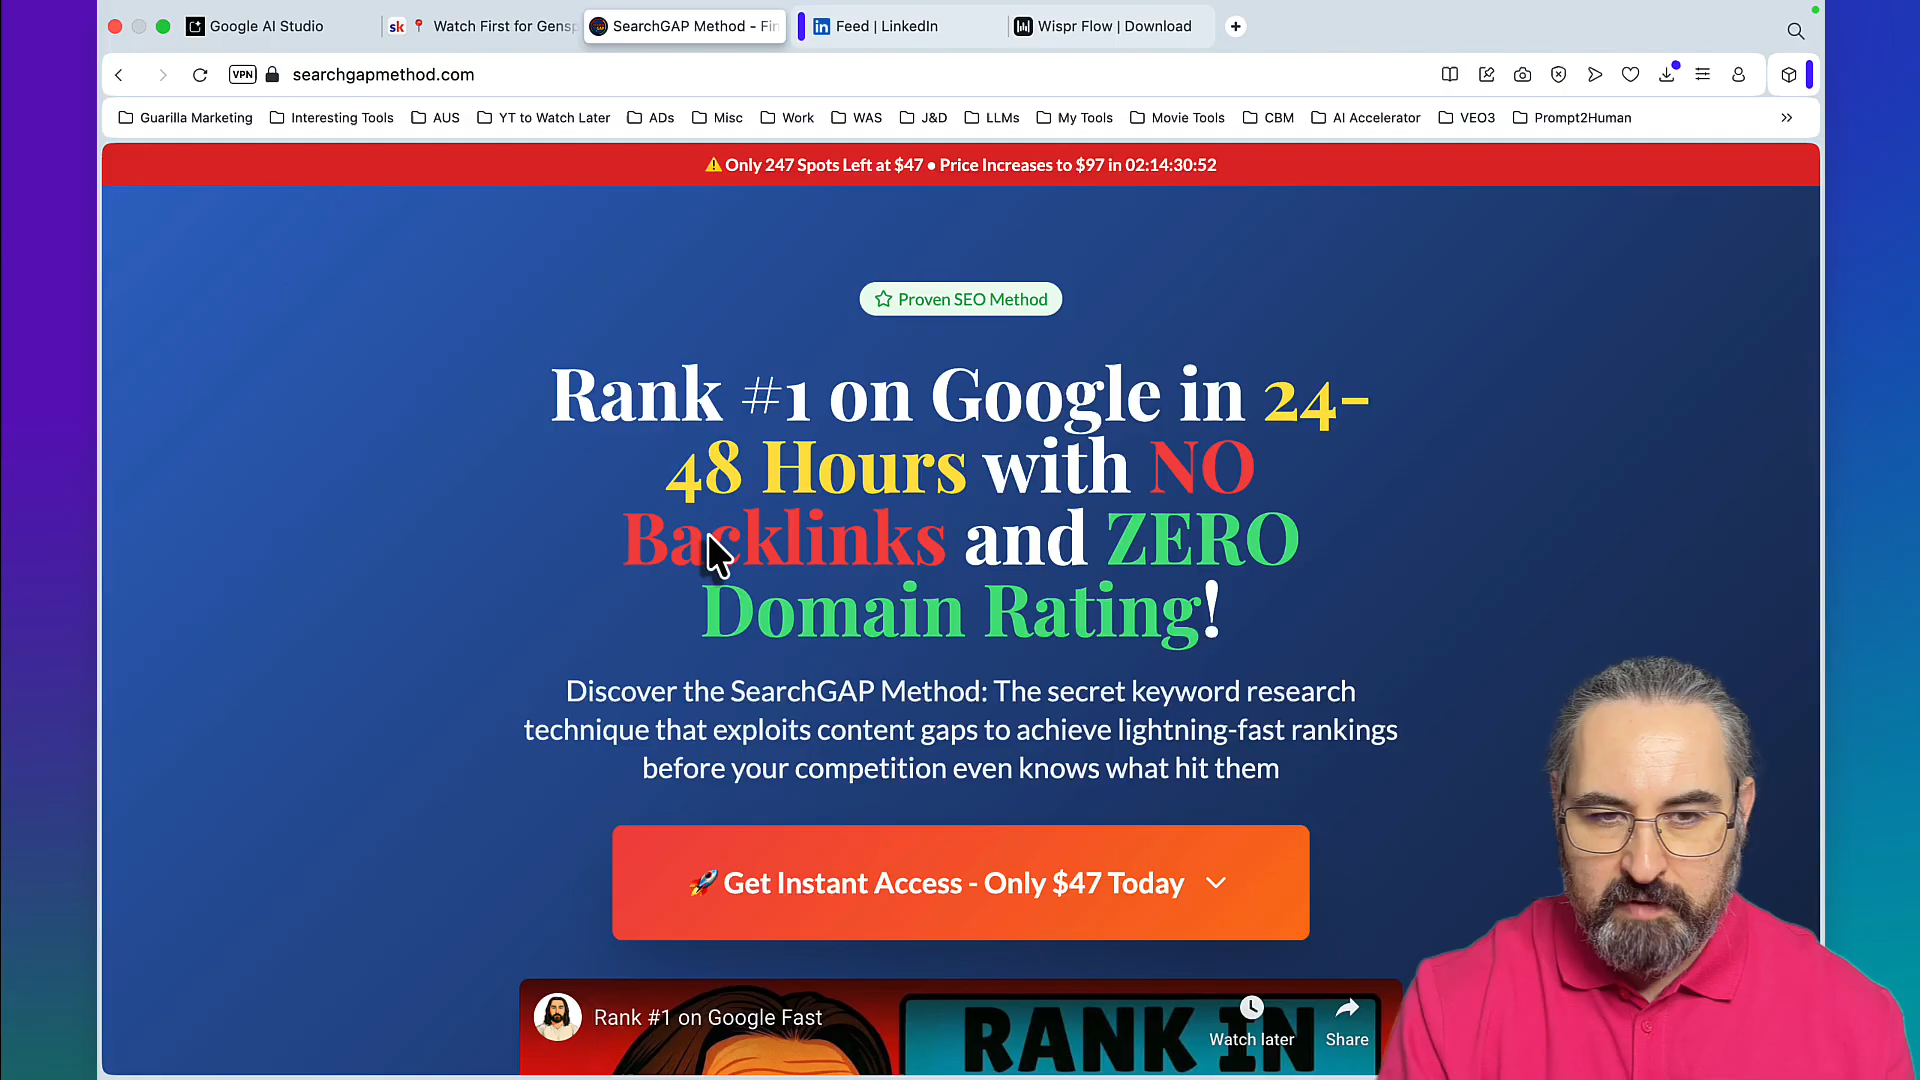 Google AI Studio
sk 📍 Watch First for Gensp
SearchGAP Method - Fin
Feed | LinkedIn
Wispr Flow | Download
VPN searchgapmethod.com
Guarilla Marketing
Interesting Tools
AUS
YT to Watch Later
ADs
Misc
Work
WAS
J&D
LLMs
My Tools
Movie Tools
CBM
AI Accelerator
VEO3
Prompt2Human
⚠️ Only 247 Spots Left at $47 • Price Increases to $97 in 02:14:30:52
Proven SEO Method
Rank #1 on Google in 24-
48 Hours with NO
Backlinks and ZERO
Domain Rating!
Discover the SearchGAP Method: The secret keyword research
technique that exploits content gaps to achieve lightning-fast rankings
before your competition even knows what hit them
🚀 Get Instant Access - Only $47 Today
Rank #1 on Google Fast
Watch later
Share
RANK IN